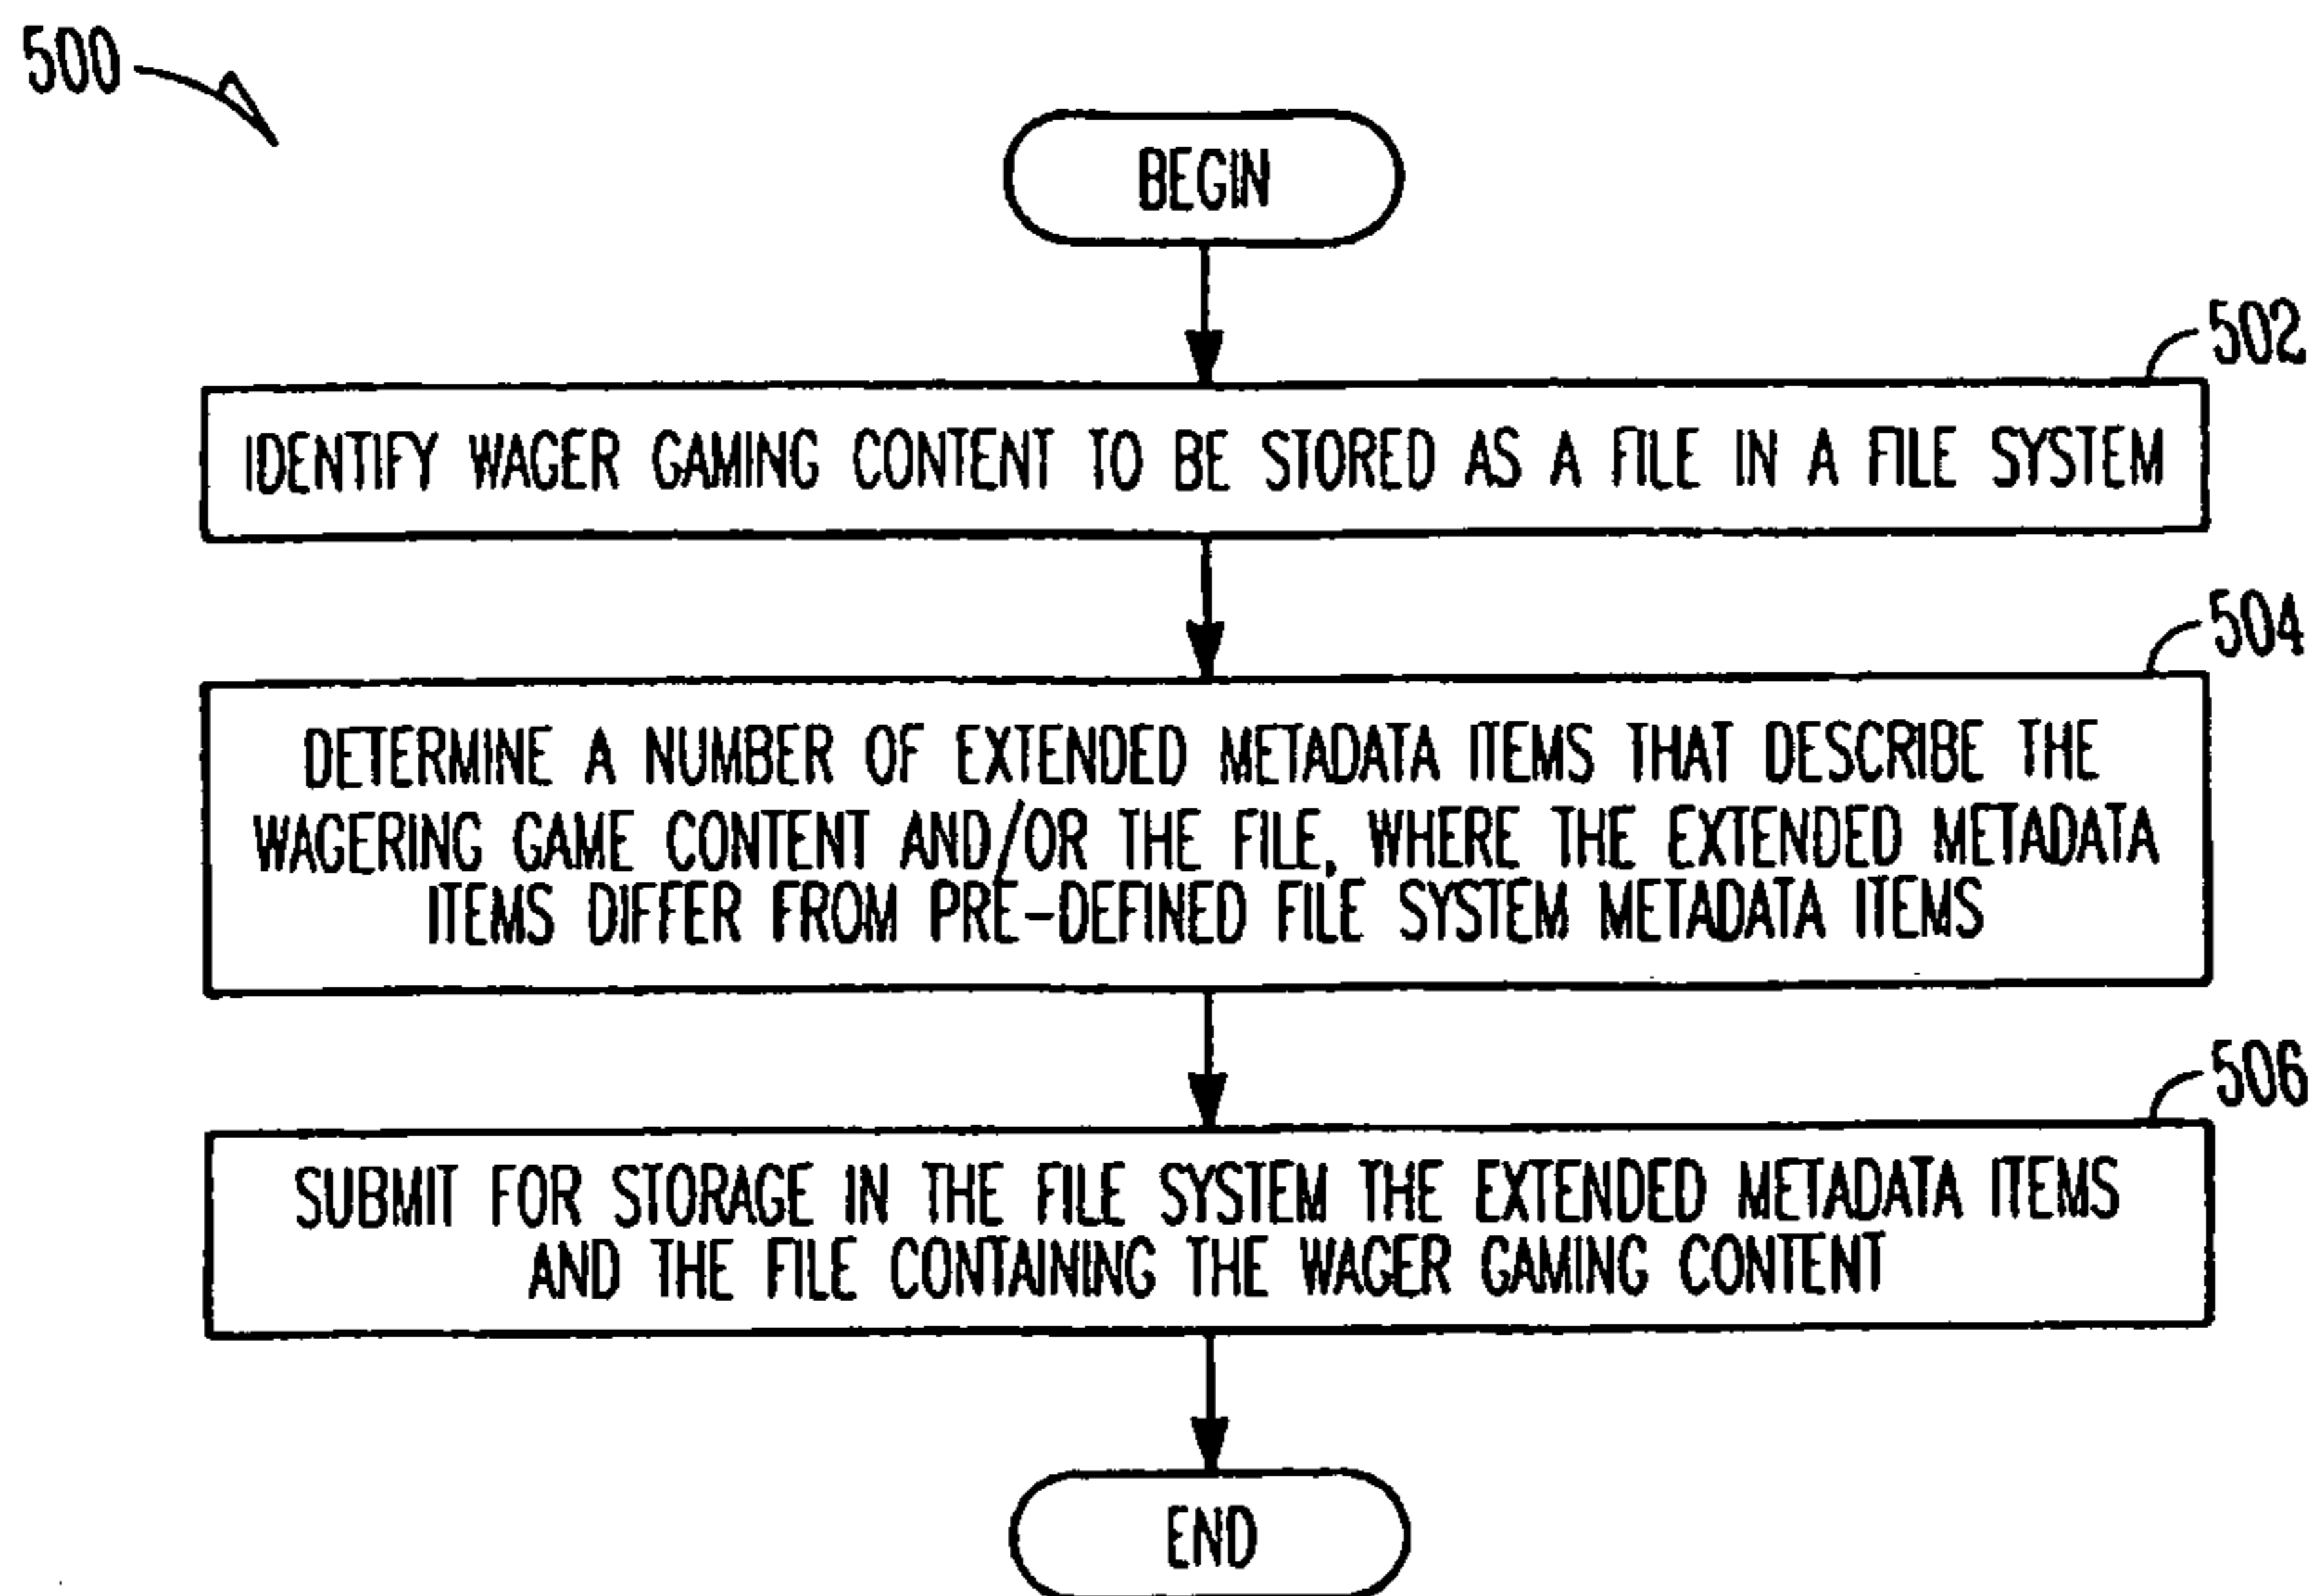 500
BEGIN
502
IDENTIFY WAGER GAMING CONTENT TO BE STORED AS A FILE IN A FILE SYSTEM
504
DETERMINE A NUMBER OF EXTENDED METADATA ITEMS THAT DESCRIBE THE
WAGERING GAME CONTENT AND/OR THE FILE, WHERE THE EXTENDED METADATA
ITEMS DIFFER FROM PRE-DEFINED FILE SYSTEM METADATA ITEMS
506
SUBMIT FOR STORAGE IN THE FILE SYSTEM THE EXTENDED METADATA ITEMS
AND THE FILE CONTAINING THE WAGER GAMING CONTENT
END